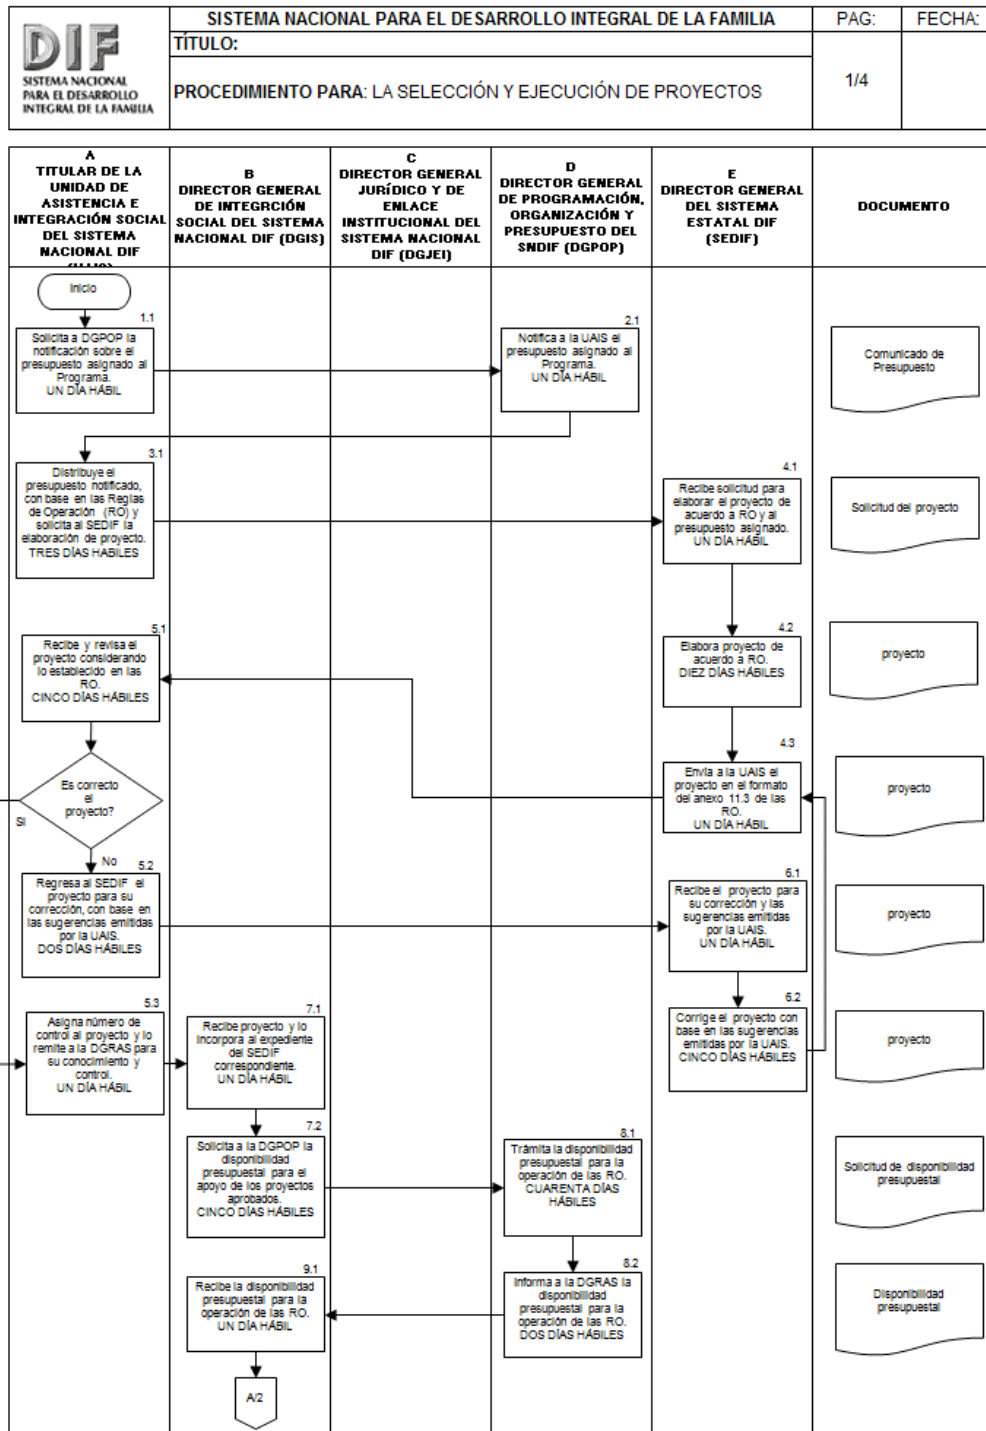 SISTEMA NACIONAL PARA EL DESARROLLO INTEGRAL DE LA FAMILIA
PAG:
FECHA:
DIF
SISTEMA NACIONAL
PARA EL DESARROLLO
INTEGRAL DE LA FAMILIA
TÍTULO:
PROCEDIMIENTO PARA: LA SELECCIÓN Y EJECUCIÓN DE PROYECTOS
1/4
A
TITULAR DE LA
UNIDAD DE
ASISTENCIA E
INTEGRACIÓN SOCIAL
DEL SISTEMA
NACIONAL DIF
B
DIRECTOR GENERAL
DE INTEGRCIÓN
SOCIAL DEL SISTEMA
NACIONAL DIF (DGIS)
C
DIRECTOR GENERAL
JURÍDICO Y DE
ENLACE
INSTITUCIONAL DEL
SISTEMA NACIONAL
DIF (DGJEI)
D
DIRECTOR GENERAL
DE PROGRAMACIÓN,
ORGANIZACIÓN Y
PRESUPUESTO DEL
SNDIF (DGPOP)
E
DIRECTOR GENERAL
DEL SISTEMA
ESTATAL DIF
(SEDIF)
DOCUMENTO
Inicio
1.1
Solicita a DGPOP la
notificación sobre el
presupuesto asignado al
Programa.
UN DÍA HÁBIL
2.1
Notifica a la UAIS el
presupuesto asignado al
Programa.
UN DÍA HÁBIL
Comunicado de
Presupuesto
3.1
Distribuye el
presupuesto notificado,
con base en las Reglas
de Operación (RO) y
solicita al SEDIF la
elaboración de proyecto.
TRES DÍAS HABILES
4.1
Recibe solicitud para
elaborar el proyecto de
acuerdo a RO y al
presupuesto asignado.
UN DÍA HÁBIL
Solicitud del proyecto
5.1
Recibe y revisa el
proyecto considerando
lo establecido en las
RO.
CINCO DÍAS HÁBILES
4.2
Elabora proyecto de
acuerdo a RO.
DIEZ DÍAS HÁBILES
proyecto
Es correcto
el
proyecto?
Si
No
4.3
Envía a la UAIS el
proyecto en el formato
del anexo 11.3 de las
RO.
UN DÍA HÁBIL
proyecto
5.2
Regresa al SEDIF el
proyecto para su
corrección, con base en
las sugerencias emitidas
por la UAIS.
DOS DÍAS HÁBILES
6.1
Recibe el proyecto para
su corrección y las
sugerencias emitidas
por la UAIS.
UN DÍA HÁBIL
proyecto
5.3
Asigna número de
control al proyecto y lo
remite a la DGRAS para
su conocimiento y
control.
UN DÍA HÁBIL
7.1
Recibe proyecto y lo
incorpora al expediente
del SEDIF
correspondiente.
UN DÍA HÁBIL
6.2
Corrige el proyecto con
base en las sugerencias
emitidas por la UAIS.
CINCO DÍAS HÁBILES
proyecto
7.2
Solicita a la DGPOP la
disponibilidad
presupuestal para el
apoyo de los proyectos
aprobados.
CINCO DÍAS HÁBILES
8.1
Trámita la disponibilidad
presupuestal para la
operación de las RO.
CUARENTA DÍAS
HÁBILES
Solicitud de disponibilidad
presupuestal
9.1
Recibe la disponibilidad
presupuestal para la
operación de las RO.
UN DÍA HÁBIL
8.2
Informa a la DGRAS la
disponibilidad
presupuestal para la
operación de las RO.
DOS DÍAS HÁBILES
Disponibilidad
presupuestal
A/2